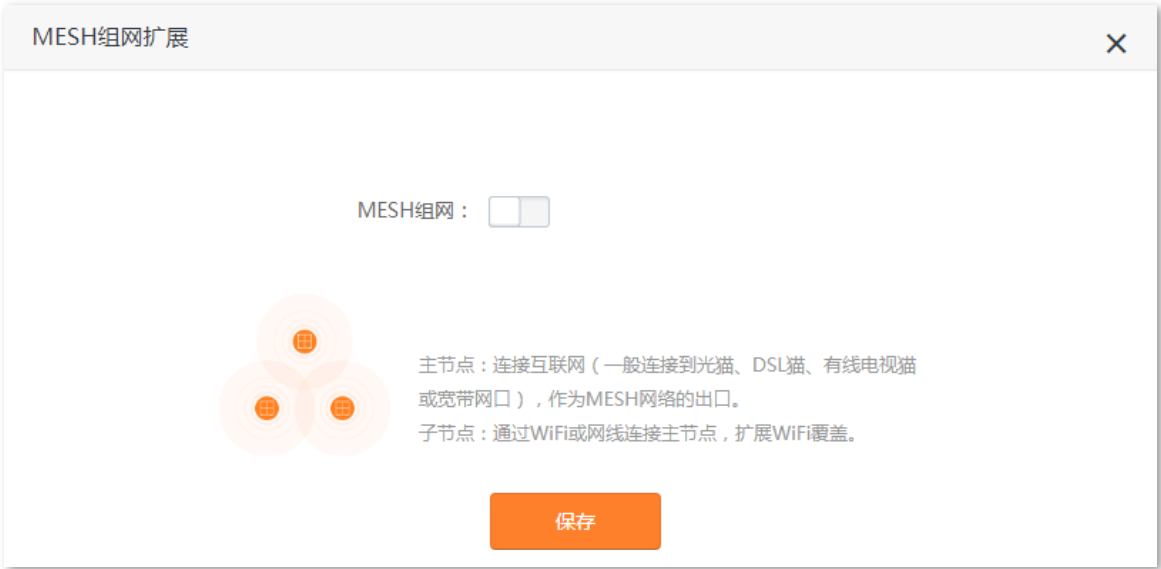 MESH组网扩展
MESH组网：
主节点：连接互联网（一般连接到光猫、DSL猫、有线电视猫
或宽带网口），作为MESH网络的出口。
子节点：通过WiFi或网线连接主节点，扩展WiFi覆盖。
保存